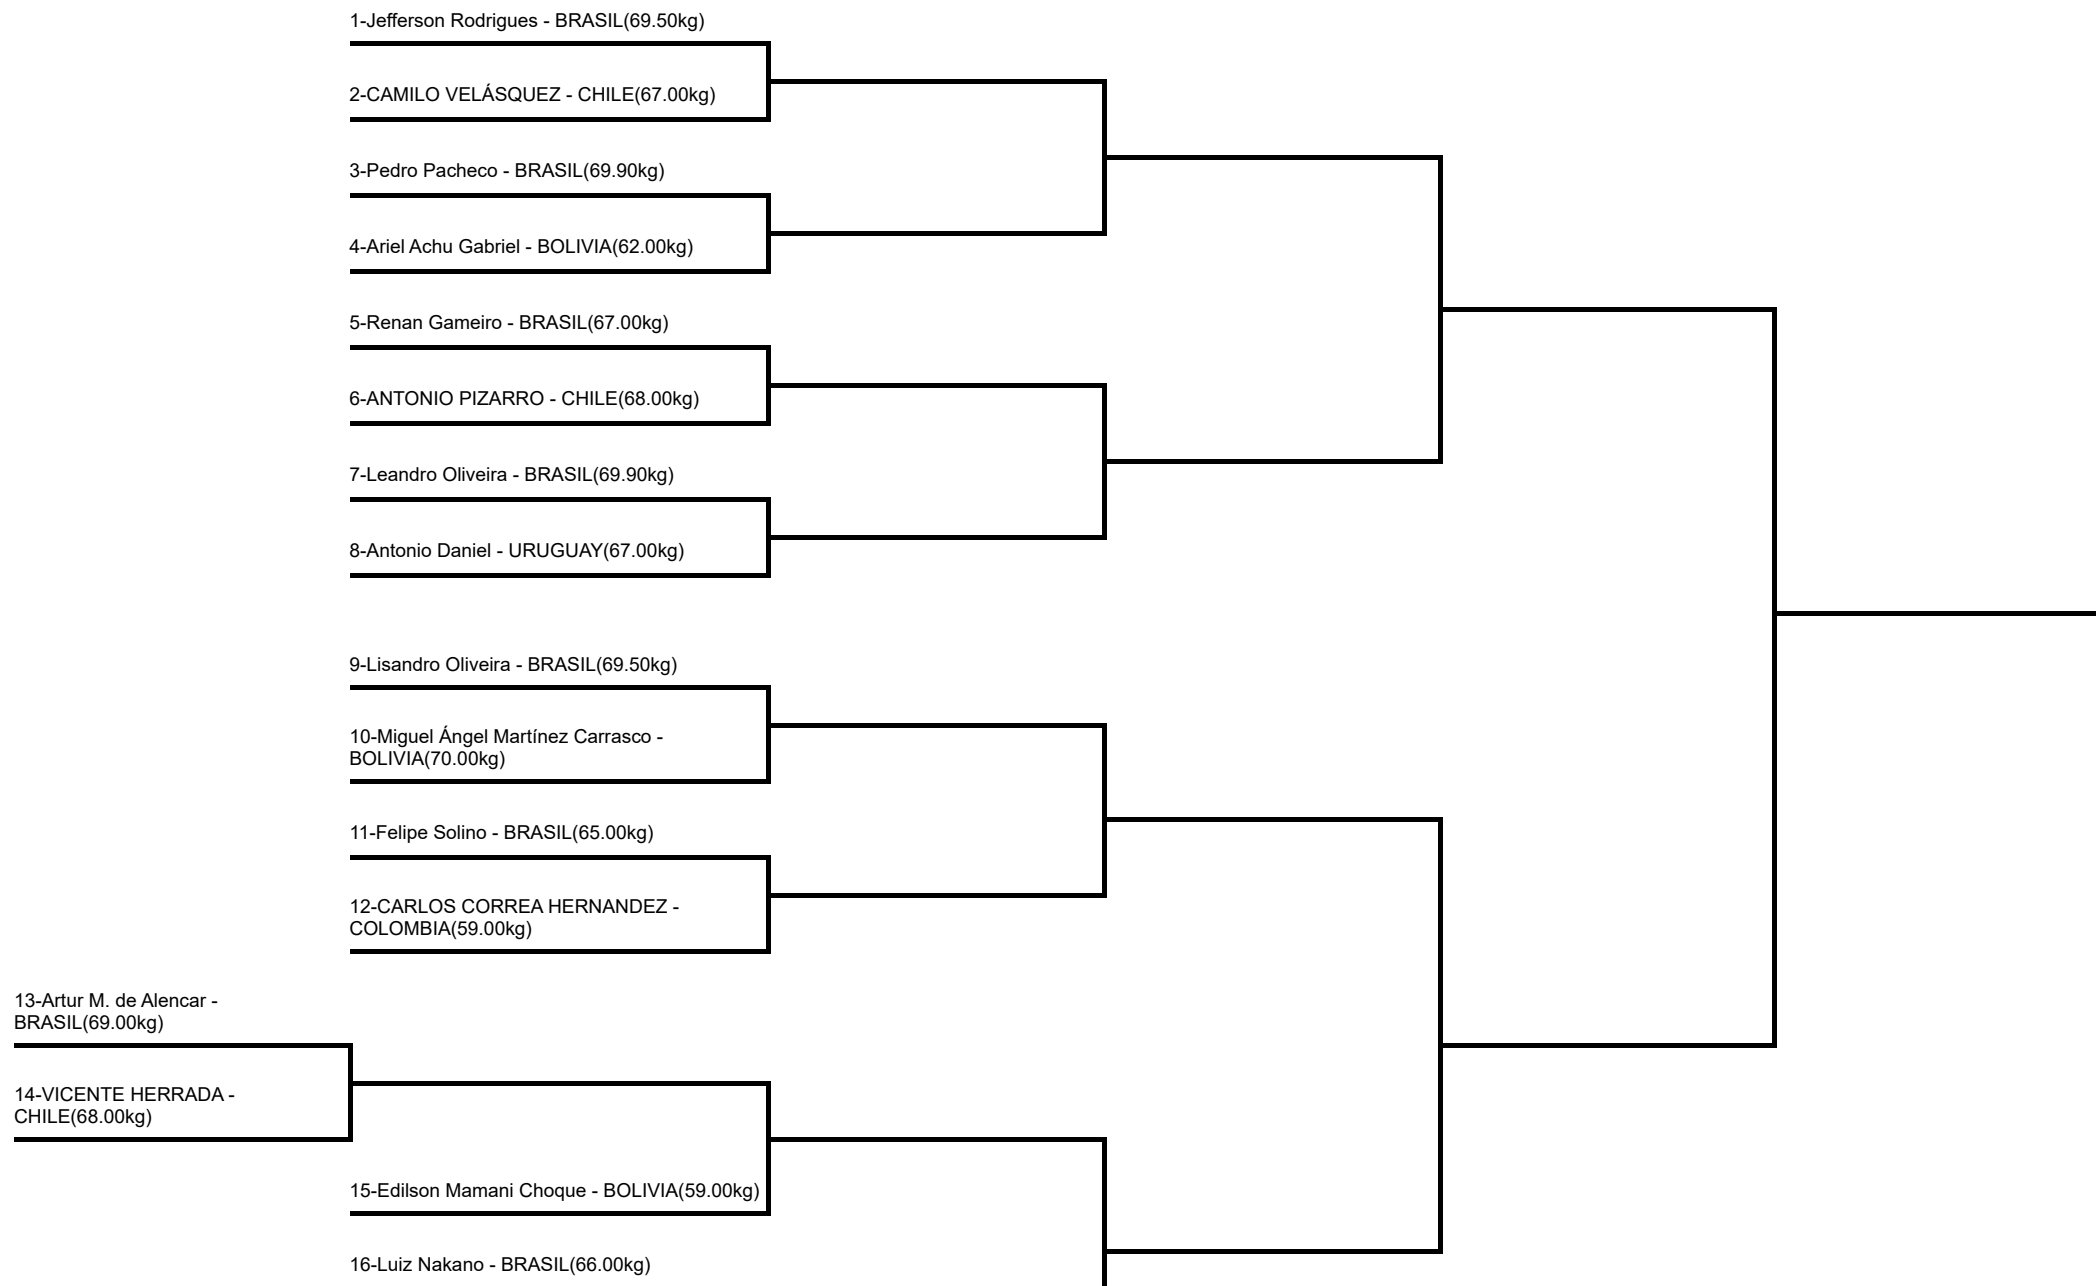 1-Jefferson Rodrigues - BRASIL(69.50kg)
2-CAMILO VELÁSQUEZ - CHILE(67.00kg)
3-Pedro Pacheco - BRASIL(69.90kg)
4-Ariel Achu Gabriel - BOLIVIA(62.00kg)
5-Renan Gameiro - BRASIL(67.00kg)
6-ANTONIO PIZARRO - CHILE(68.00kg)
7-Leandro Oliveira - BRASIL(69.90kg)
8-Antonio Daniel - URUGUAY(67.00kg)
9-Lisandro Oliveira - BRASIL(69.50kg)
10-Miguel Ángel Martínez Carrasco -
BOLIVIA(70.00kg)
11-Felipe Solino - BRASIL(65.00kg)
12-CARLOS CORREA HERNANDEZ -
COLOMBIA(59.00kg)
13-Artur M. de Alencar -
BRASIL(69.00kg)
14-VICENTE HERRADA -
CHILE(68.00kg)
15-Edilson Mamani Choque - BOLIVIA(59.00kg)
16-Luiz Nakano - BRASIL(66.00kg)